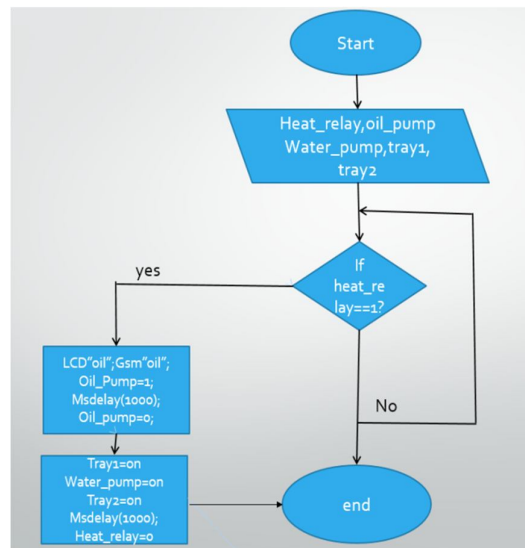 Start
Heat_relay,oil_pump
Water_pump,tray1,
tray2
If
heat_re
lay==1?
yes
LCD"oil";Gsm"oil";
Oil_Pump=1;
Msdelay(1000);
Oil_pump=0;
No
Tray1=on
Water_pump=on
Tray2=on
Msdelay(1000);
Heat_relay=0
end